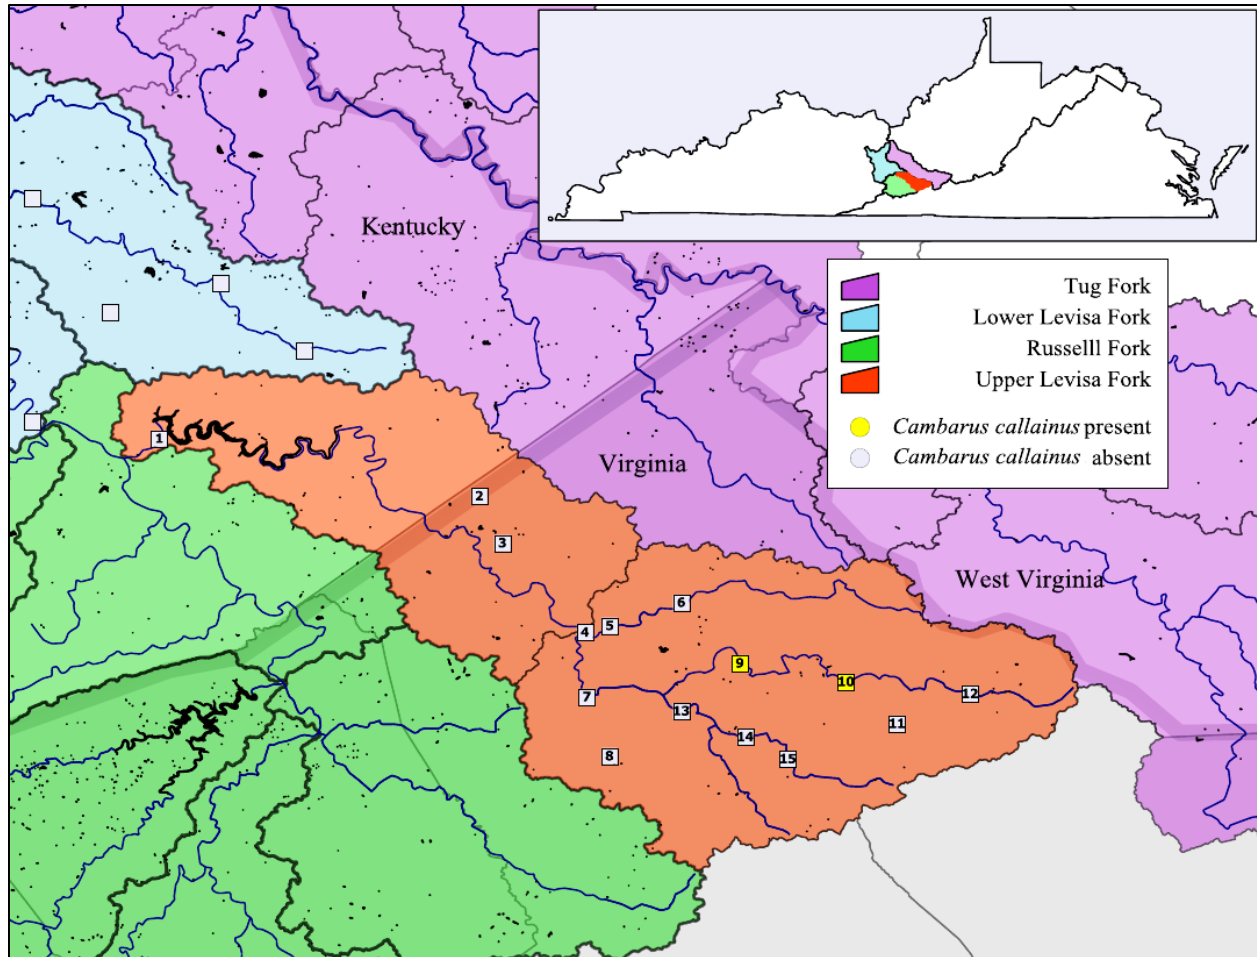 Kentucky
Tug Fork
Lower Levisa Fork
Russelll Fork
Upper Levisa Fork
Cambarus callainus present
Cambarus callainus absent
Virginia
West Virginia
1
2
3
4
5
6
7
8
9
10
11
12
13
14
15